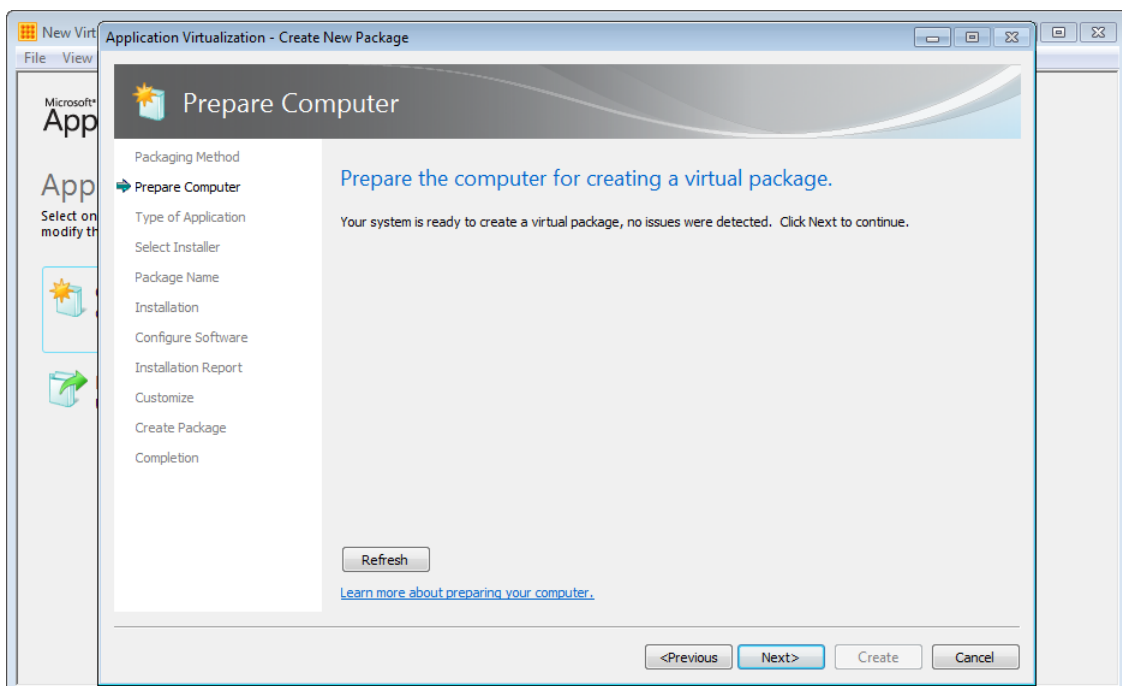 New Virt
Application Virtualization - Create New Package
File View
Microsoft®
App
Prepare Computer
App
Select on
modify th
Packaging Method
Prepare Computer
Type of Application
Select Installer
Package Name
Installation
Configure Software
Installation Report
Customize
Create Package
Completion
Prepare the computer for creating a virtual package.
Your system is ready to create a virtual package, no issues were detected. Click Next to continue.
Refresh
Learn more about preparing your computer.
<Previous
Next>
Create
Cancel